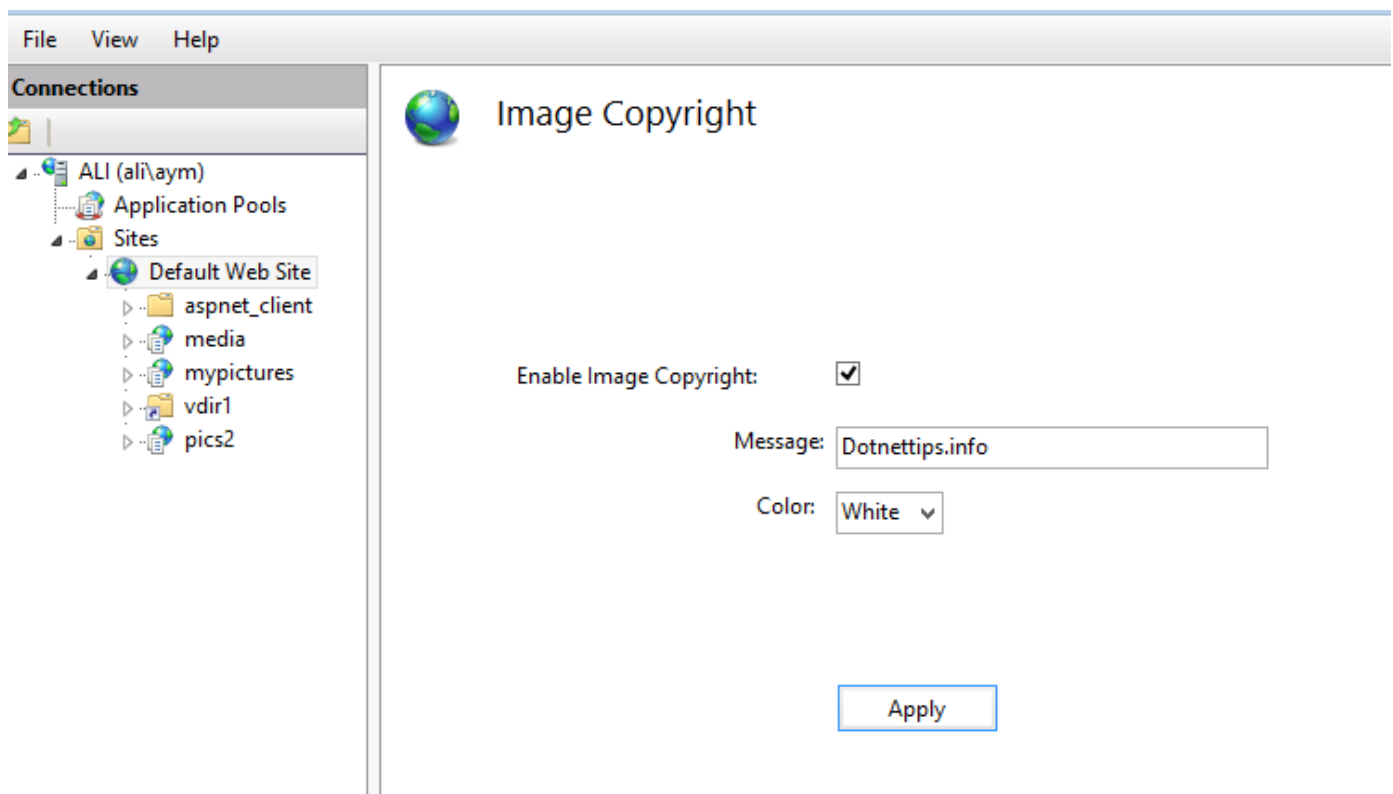 File View Help
Connections
ALI (ali\aym)
Application Pools
Sites
Default Web Site
aspnet_client
media
mypictures
vdir1
pics2
Image Copyright
Enable Image Copyright:
Message: Dotnettips.info
Color: White
Apply